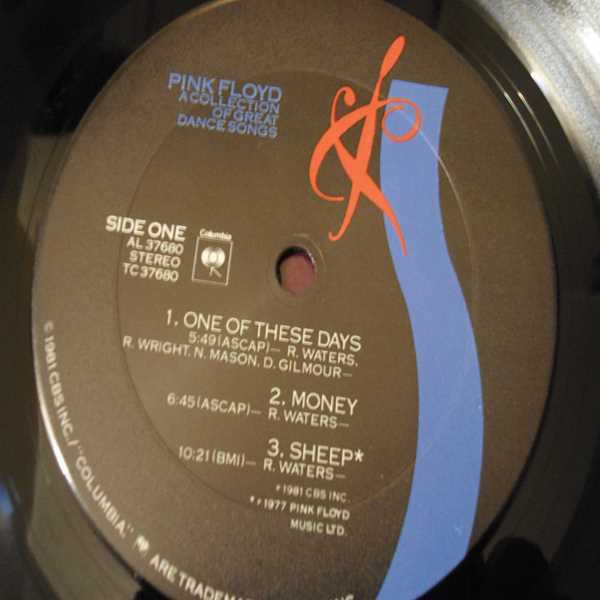 PINK FLOYD
A COLLECTION
OF GREAT
DANCE SONGS
SIDE ONE
AL 37680
STEREO
TC 37680
Columbia
1. ONE OF THESE DAYS
5:49 (ASCAP)— R. WATERS,
R. WRIGHT, N. MASON, D. GILMOUR—
2. MONEY
6:45 (ASCAP)— R. WATERS—
3. SHEEP*
10:21 (BMI)— R. WATERS—
℗ 1981 CBS INC.
*℗ 1977 PINK FLOYD
MUSIC LTD.
© 1981 CBS INC./ "COLUMBIA," ARE